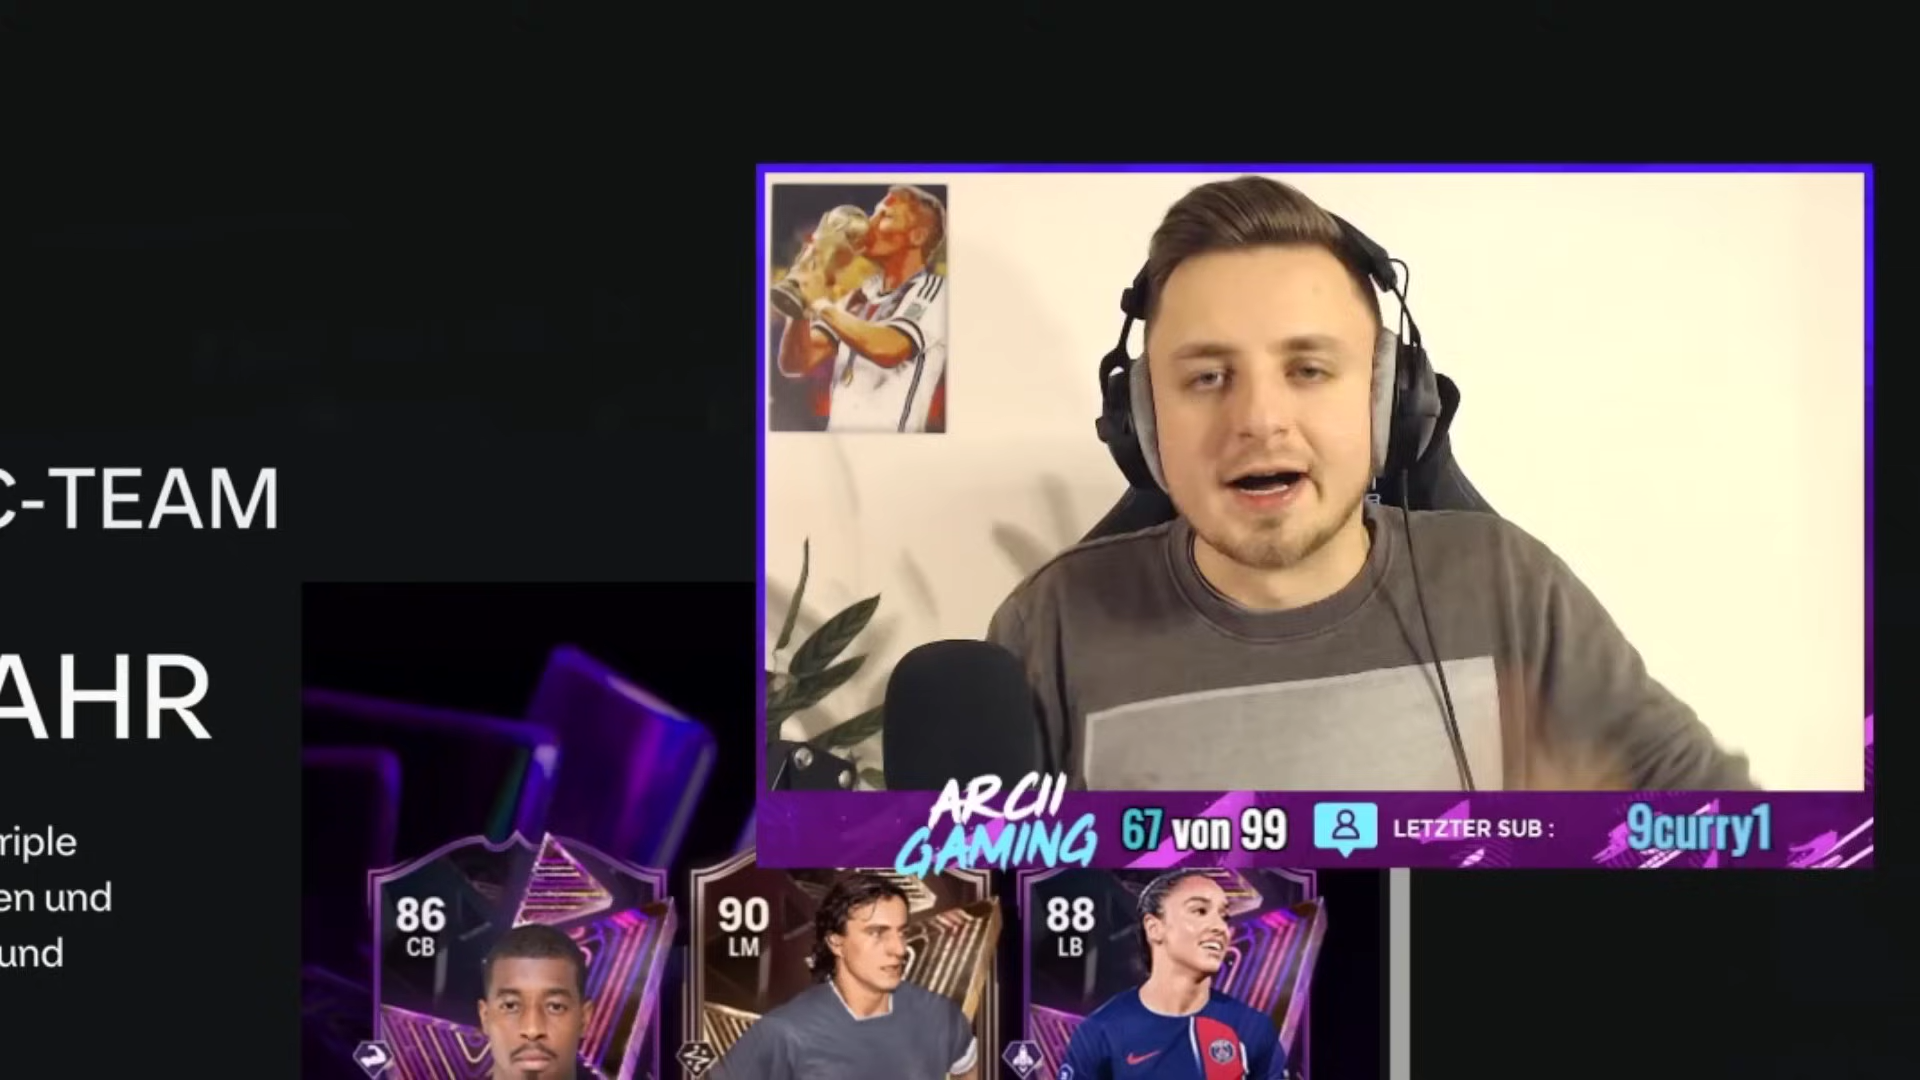 C-TEAM
AHR
riple
en und
und
ARCII
GAMING
67 von 99
LETZTER SUB :
9curry1
86
CB
90
LM
88
LB